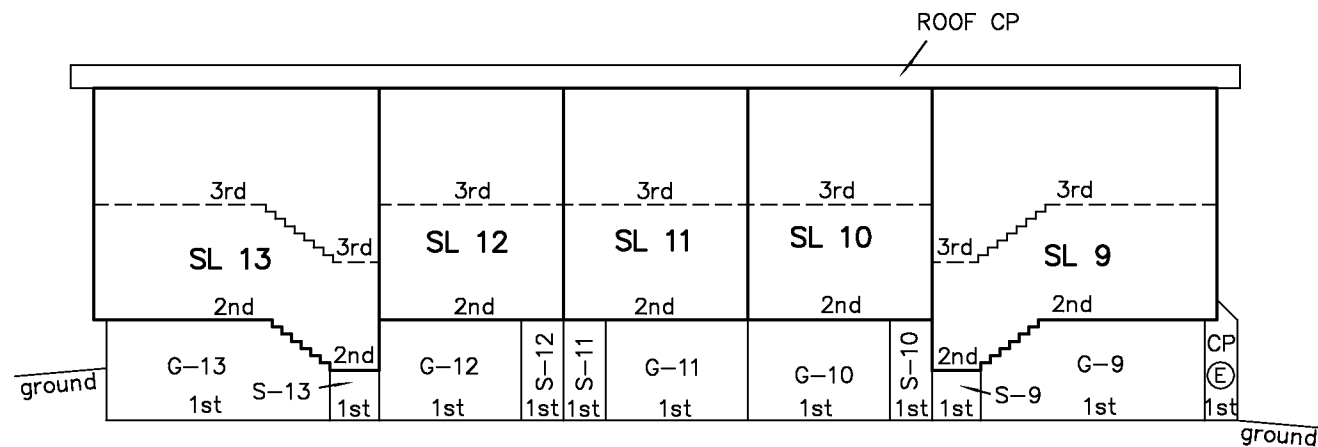 ROOF CP
3rd 3rd 3rd 3rd 3rd
3rd 3rd
SL 13 SL 12 SL 11 SL 10 SL 9
2nd 2nd 2nd 2nd 2nd
2nd 2nd
G-13 S-13 G-12 S-12 S-11 G-11 G-10 S-10 S-9 G-9 CP
E
1st 1st 1st 1st 1st 1st 1st 1st 1st 1st 1st
ground
ground